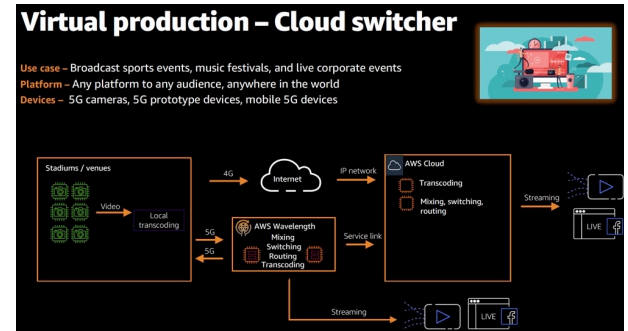 Virtual production – Cloud switcher
Use case – Broadcast sports events, music festivals, and live corporate events
Platform – Any platform to any audience, anywhere in the world
Devices – 5G cameras, 5G prototype devices, mobile 5G devices
Stadiums / venues
Video
Local
transcoding
4G
Internet
IP network
AWS Cloud
Transcoding
Mixing, switching,
routing
Streaming
LIVE
f
5G
5G
AWS Wavelength
Mixing
Switching
Routing
Transcoding
Service link
Streaming
LIVE
f